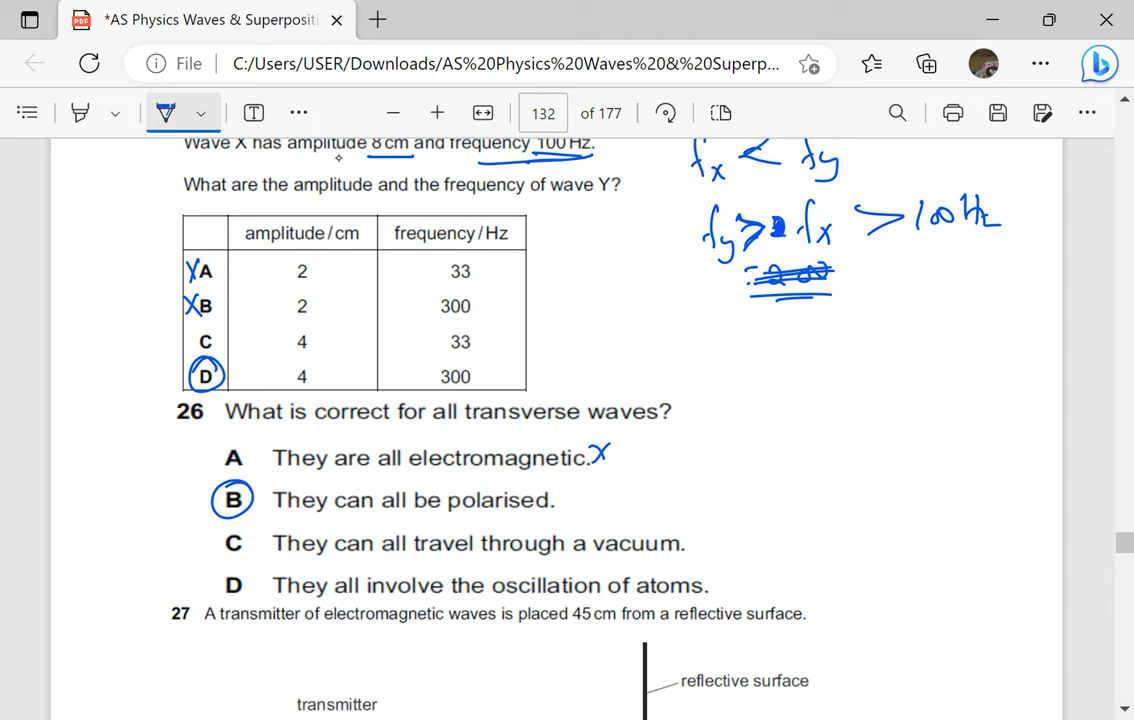 *AS Physics Waves & Superpositi
File C:/Users/USER/Downloads/AS%20Physics%20Waves%20&%20Superp...
132 of 177
Wave X has amplitude 8 cm and frequency 100 Hz.
fx < fy
What are the amplitude and the frequency of wave Y?
fy > fx > 100 Hz
amplitude / cm frequency / Hz
X A 2 33
X B 2 300
C 4 33
D 4 300
26 What is correct for all transverse waves?
A They are all electromagnetic. X
B They can all be polarised.
C They can all travel through a vacuum.
D They all involve the oscillation of atoms.
27 A transmitter of electromagnetic waves is placed 45 cm from a reflective surface.
reflective surface
transmitter